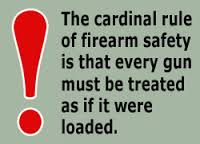 The cardinal rule
of firearm safety
is that every gun
must be treated
as if it were
loaded.